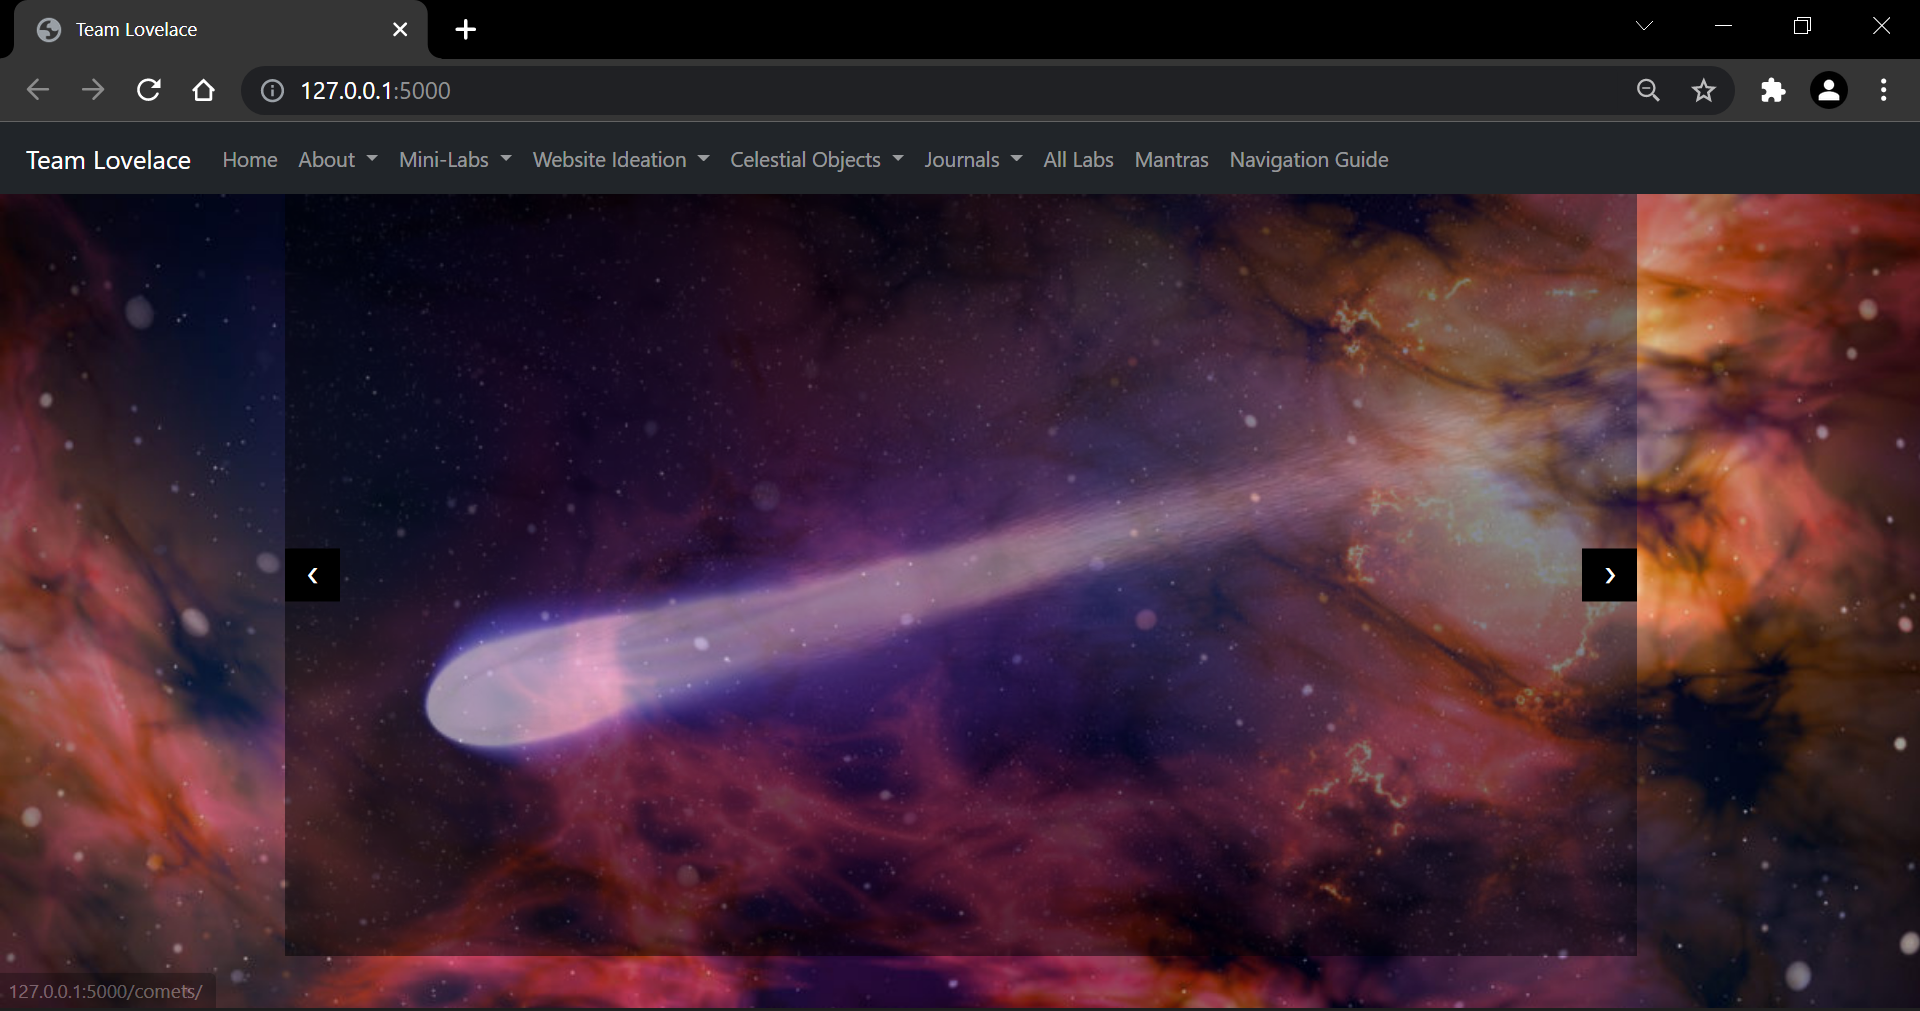 Team Lovelace
127.0.0.1:5000
Team Lovelace Home About Mini-Labs Website Ideation Celestial Objects Journals All Labs Mantras Navigation Guide
127.0.0.1:5000/comets/